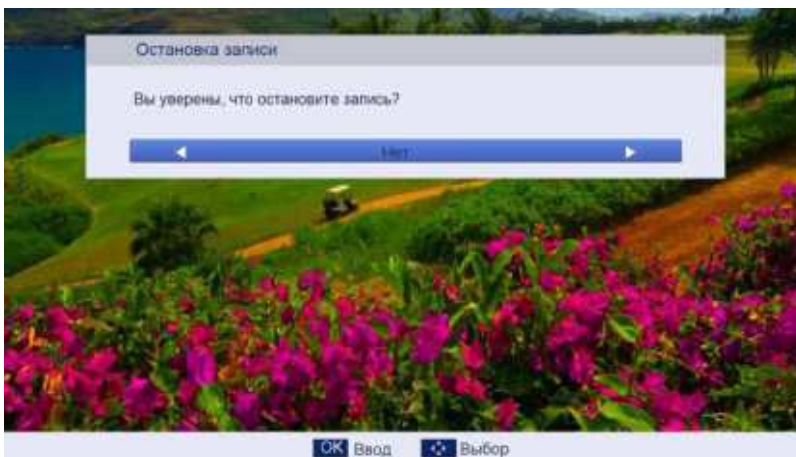 Остановка записи
Вы уверены, что остановите запись?
Нет
OK Ввод Выбор